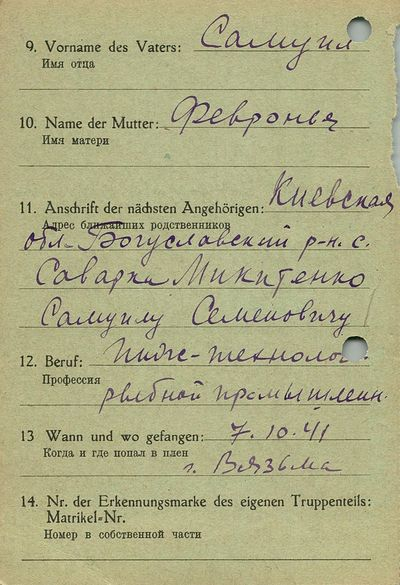 9. Vorname des Vaters: Самуил
Имя отца
10. Name der Mutter: Февронья
Имя матери
11. Anschrift der nächsten Angehörigen: Киевская
Адрес ближайших родственников
обл. Богуславский р-н. с.
Саварка Микитенко
Самуилу Семеновичу
12. Beruf: Инж-технолог
Профессия
рыбной промышленн.
13 Wann und wo gefangen: 7.10.41
Когда и где попал в плен
г. Вязьма
14. Nr. der Erkennungsmarke des eigenen Truppenteils:
Matrikel-Nr.
Номер в собственной части